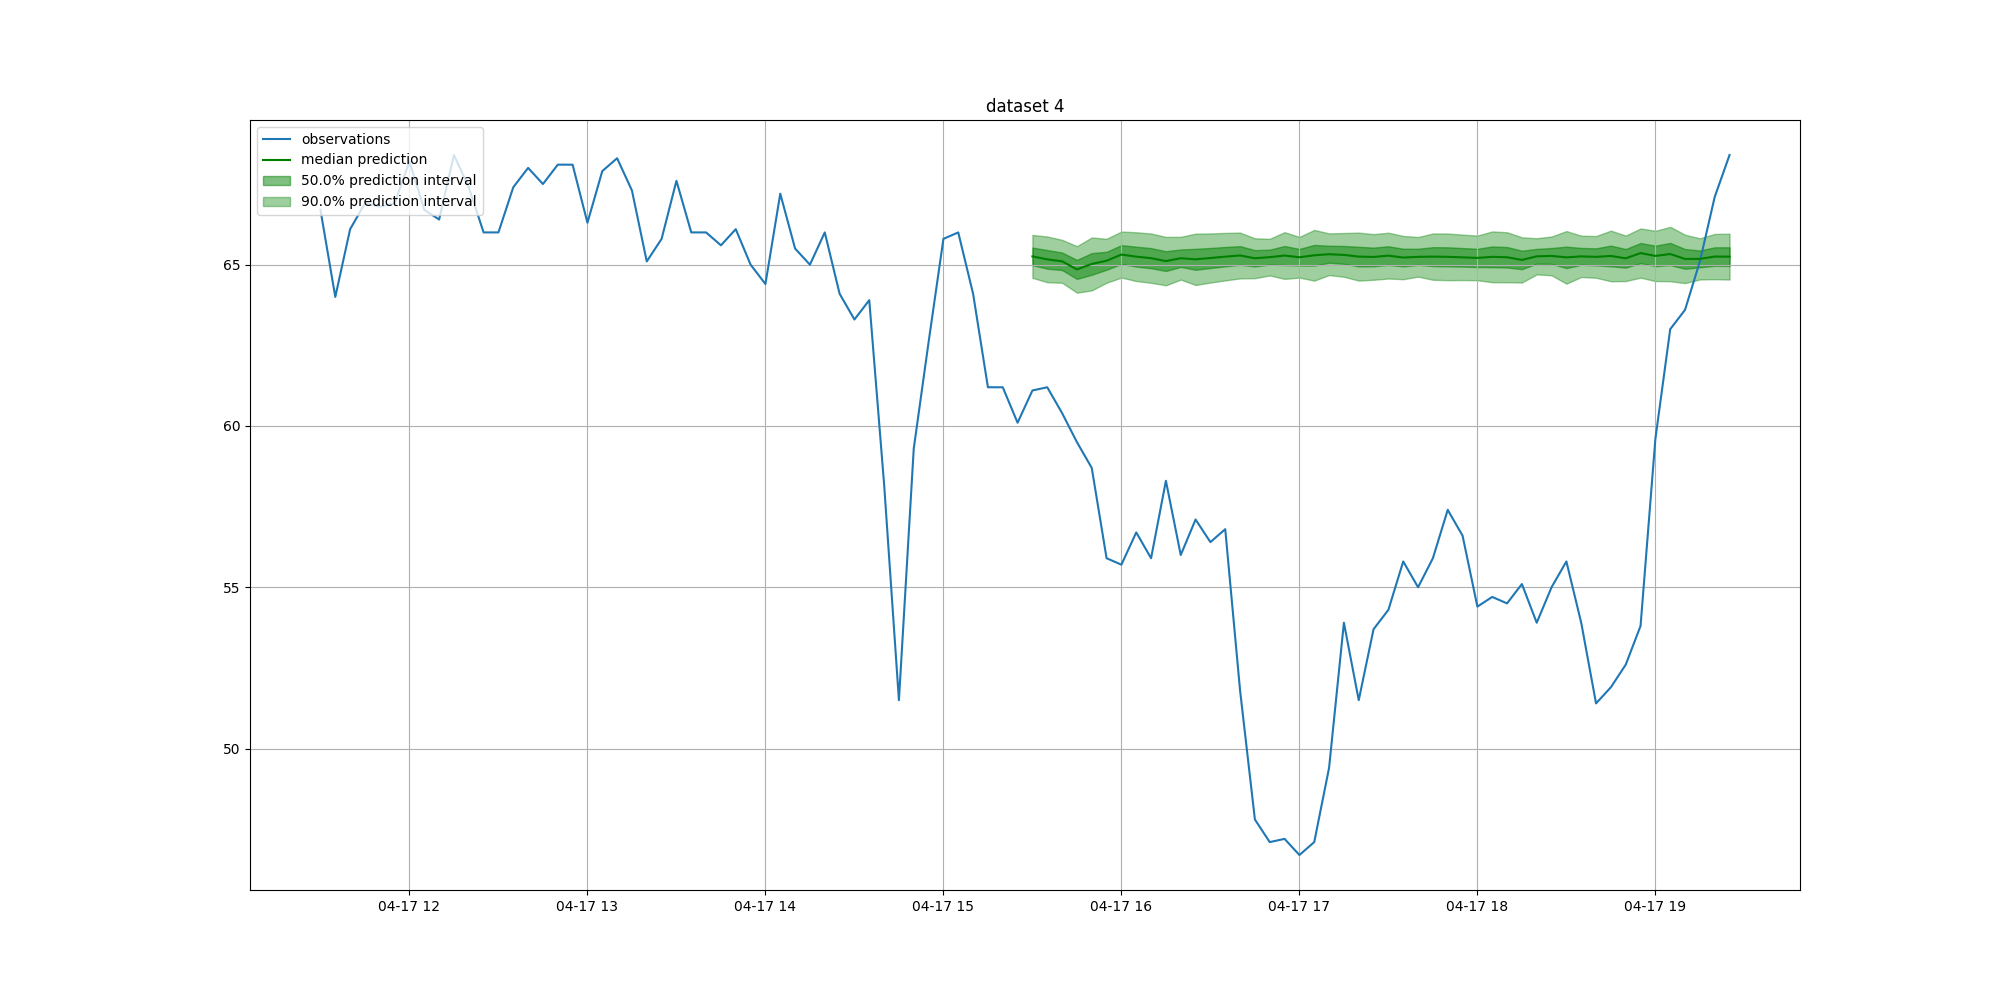 dataset 4
observations
median prediction
50.0% prediction interval
90.0% prediction interval
65
60
55
50
04-17 12
04-17 13
04-17 14
04-17 15
04-17 16
04-17 17
04-17 18
04-17 19